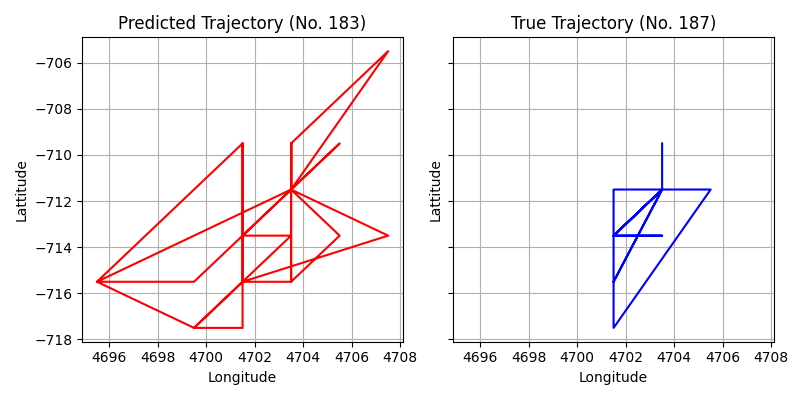 Predicted Trajectory (No. 183)
True Trajectory (No. 187)
Lattitude
−706
−708
−710
−712
−714
−716
−718
4696 4698 4700 4702 4704 4706 4708
Longitude
Lattitude
4696 4698 4700 4702 4704 4706 4708
Longitude